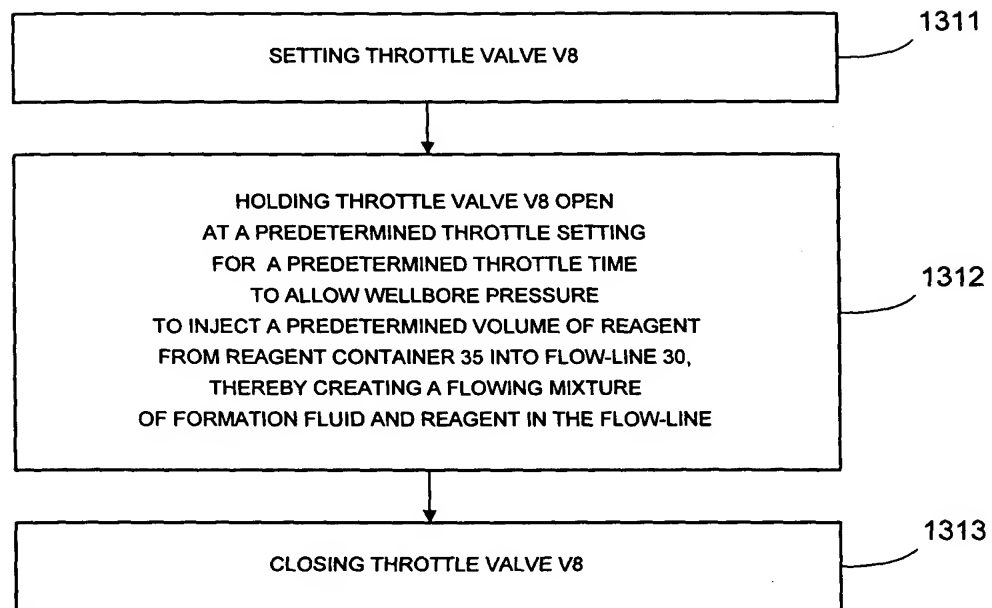 1311
SETTING THROTTLE VALVE V8
HOLDING THROTTLE VALVE V8 OPEN
AT A PREDETERMINED THROTTLE SETTING
FOR A PREDETERMINED THROTTLE TIME
TO ALLOW WELLBORE PRESSURE
TO INJECT A PREDETERMINED VOLUME OF REAGENT
FROM REAGENT CONTAINER 35 INTO FLOW-LINE 30,
THEREBY CREATING A FLOWING MIXTURE
OF FORMATION FLUID AND REAGENT IN THE FLOW-LINE
1312
1313
CLOSING THROTTLE VALVE V8